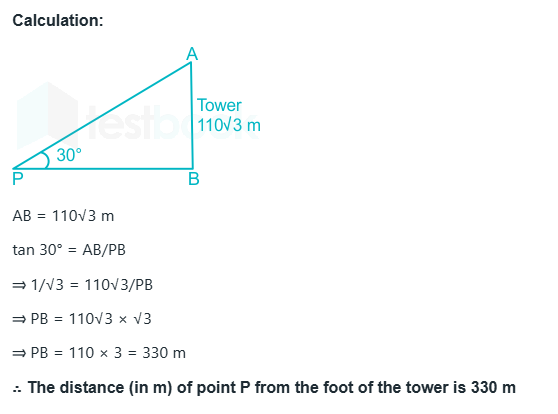 Calculation:
A
Tower
110√3 m
30°
P
B
AB = 110√3 m
tan 30° = AB/PB
⇒ 1/√3 = 110√3/PB
⇒ PB = 110√3 × √3
⇒ PB = 110 × 3 = 330 m
∴ The distance (in m) of point P from the foot of the tower is 330 m